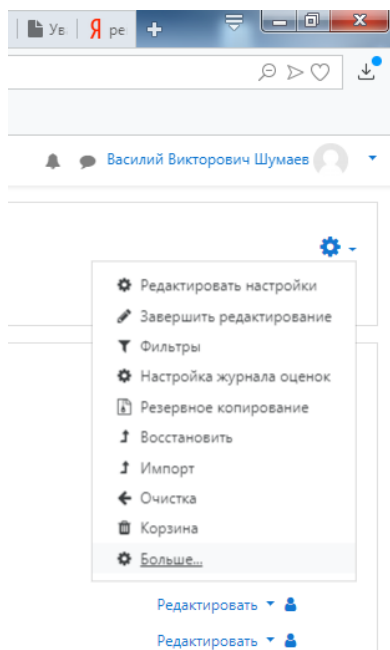 Ув Я ре
Василий Викторович Шумаев
Редактировать настройки
Завершить редактирование
Фильтры
Настройка журнала оценок
Резервное копирование
Восстановить
Импорт
Очистка
Корзина
Больше...
Редактировать
Редактировать